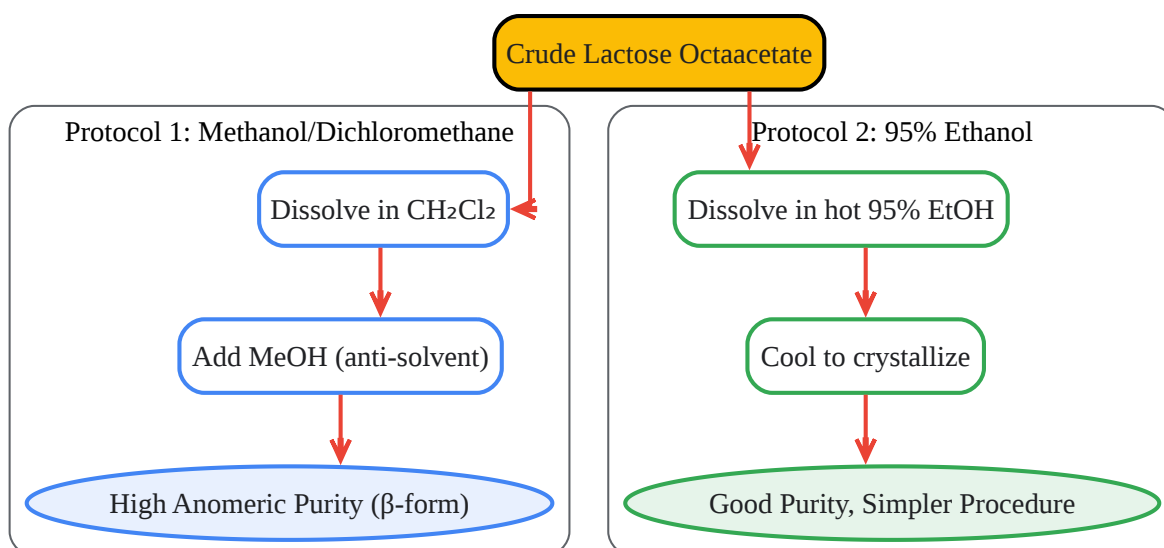 Crude Lactose Octaacetate
Protocol 1: Methanol/Dichloromethane
Dissolve in CH₂Cl₂
Add MeOH (anti-solvent)
High Anomeric Purity (β-form)
Protocol 2: 95% Ethanol
Dissolve in hot 95% EtOH
Cool to crystallize
Good Purity, Simpler Procedure